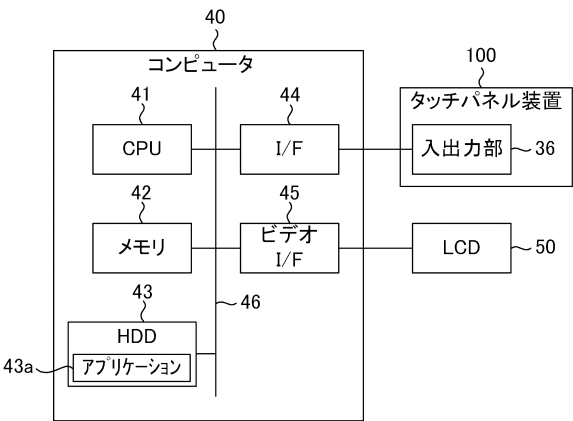 40
コンピュータ
100
タッチパネル装置
41
CPU
44
I/F
入出力部
36
42
メモリ
45
ビデオ
I/F
LCD
50
43
HDD
43a
アプリケーション
46